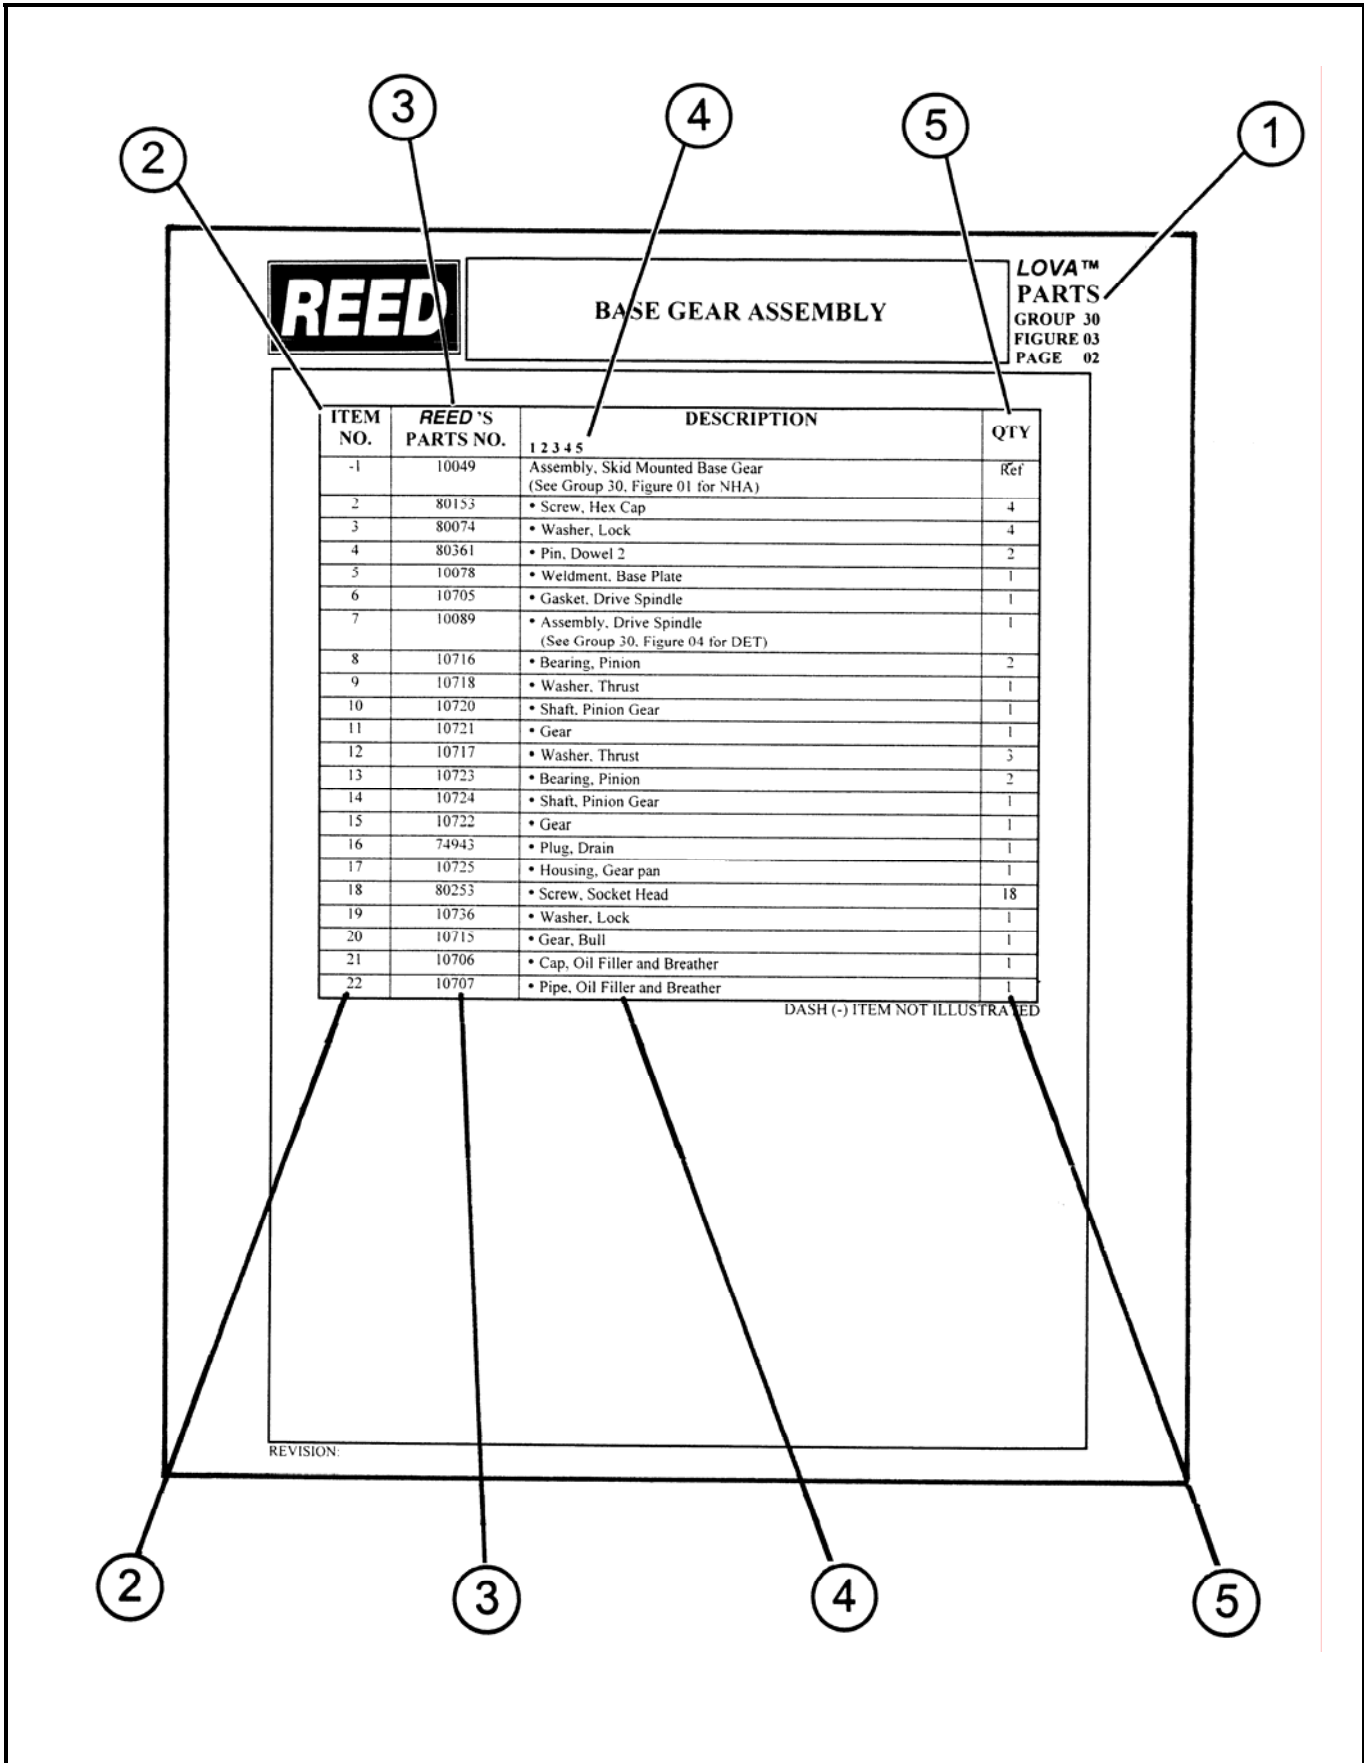 3
4
5
1
2
REED
BASE GEAR ASSEMBLY
LOVA™
PARTS
GROUP 30
FIGURE 03
PAGE 02
ITEM NO. REED'S PARTS NO. DESCRIPTION QTY
1 2 3 4 5
-1 10049 Assembly, Skid Mounted Base Gear Ref
(See Group 30, Figure 01 for NHA)
2 80153 • Screw, Hex Cap 4
3 80074 • Washer, Lock 4
4 80361 • Pin, Dowel 2 2
5 10078 • Weldment, Base Plate 1
6 10705 • Gasket, Drive Spindle 1
7 10089 • Assembly, Drive Spindle 1
(See Group 30, Figure 04 for DET)
8 10716 • Bearing, Pinion 2
9 10718 • Washer, Thrust 1
10 10720 • Shaft, Pinion Gear 1
11 10721 • Gear 1
12 10717 • Washer, Thrust 3
13 10723 • Bearing, Pinion 2
14 10724 • Shaft, Pinion Gear 1
15 10722 • Gear 1
16 74943 • Plug, Drain 1
17 10725 • Housing, Gear pan 1
18 80253 • Screw, Socket Head 18
19 10736 • Washer, Lock 1
20 10715 • Gear, Bull 1
21 10706 • Cap, Oil Filler and Breather 1
22 10707 • Pipe, Oil Filler and Breather 1
DASH (-) ITEM NOT ILLUSTRATED
REVISION:
2
3
4
5